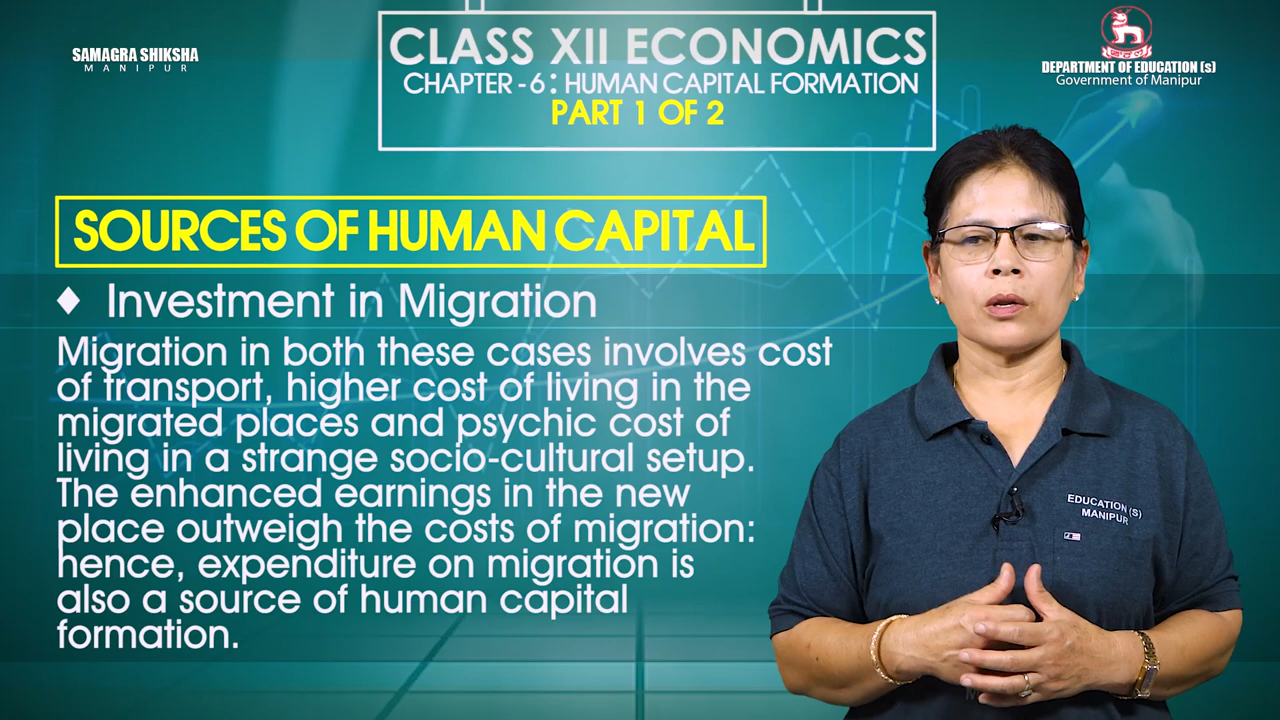 SAMAGRA SHIKSHA
MANIPUR
CLASS XII ECONOMICS
CHAPTER - 6 : HUMAN CAPITAL FORMATION
PART 1 OF 2
DEPARTMENT OF EDUCATION (s)
Government of Manipur
SOURCES OF HUMAN CAPITAL
♦ Investment in Migration
Migration in both these cases involves cost
of transport, higher cost of living in the
migrated places and psychic cost of
living in a strange socio-cultural setup.
The enhanced earnings in the new
place outweigh the costs of migration:
hence, expenditure on migration is
also a source of human capital
formation.
EDUCATION (S)
MANIPUR